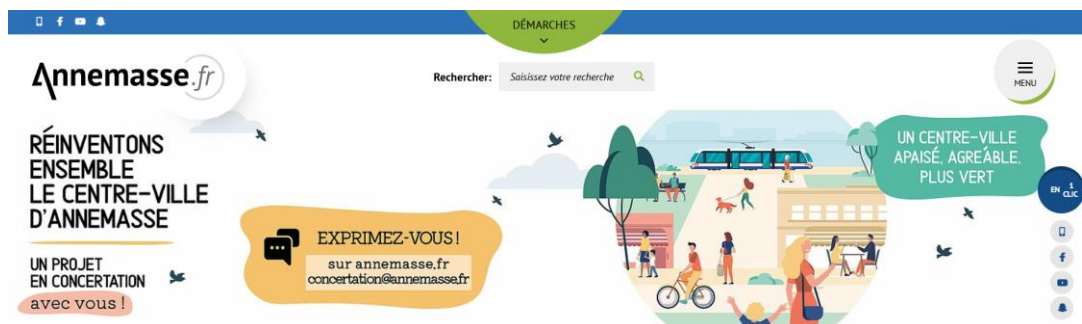 DÉMARCHES
Annemasse.fr
Rechercher: Saisissez votre recherche
MENU
RÉINVENTONS
ENSEMBLE
LE CENTRE-VILLE
D'ANNEMASSE
UN PROJET
EN CONCERTATION
avec vous !
EXPRIMEZ-VOUS !
sur annemasse.fr
concertation@annemasse.fr
UN CENTRE-VILLE
APAISÉ, AGRÉABLE,
PLUS VERT
EN 1
CLIC